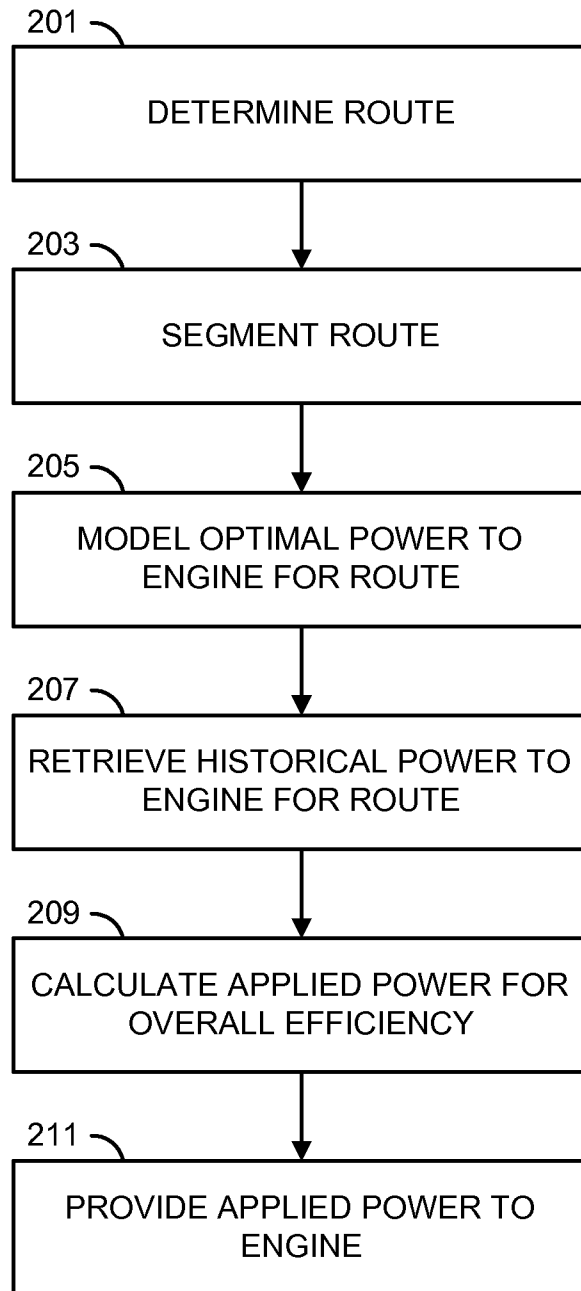 201
DETERMINE ROUTE
203
SEGMENT ROUTE
205
MODEL OPTIMAL POWER TO
ENGINE FOR ROUTE
207
RETRIEVE HISTORICAL POWER TO
ENGINE FOR ROUTE
209
CALCULATE APPLIED POWER FOR
OVERALL EFFICIENCY
211
PROVIDE APPLIED POWER TO
ENGINE